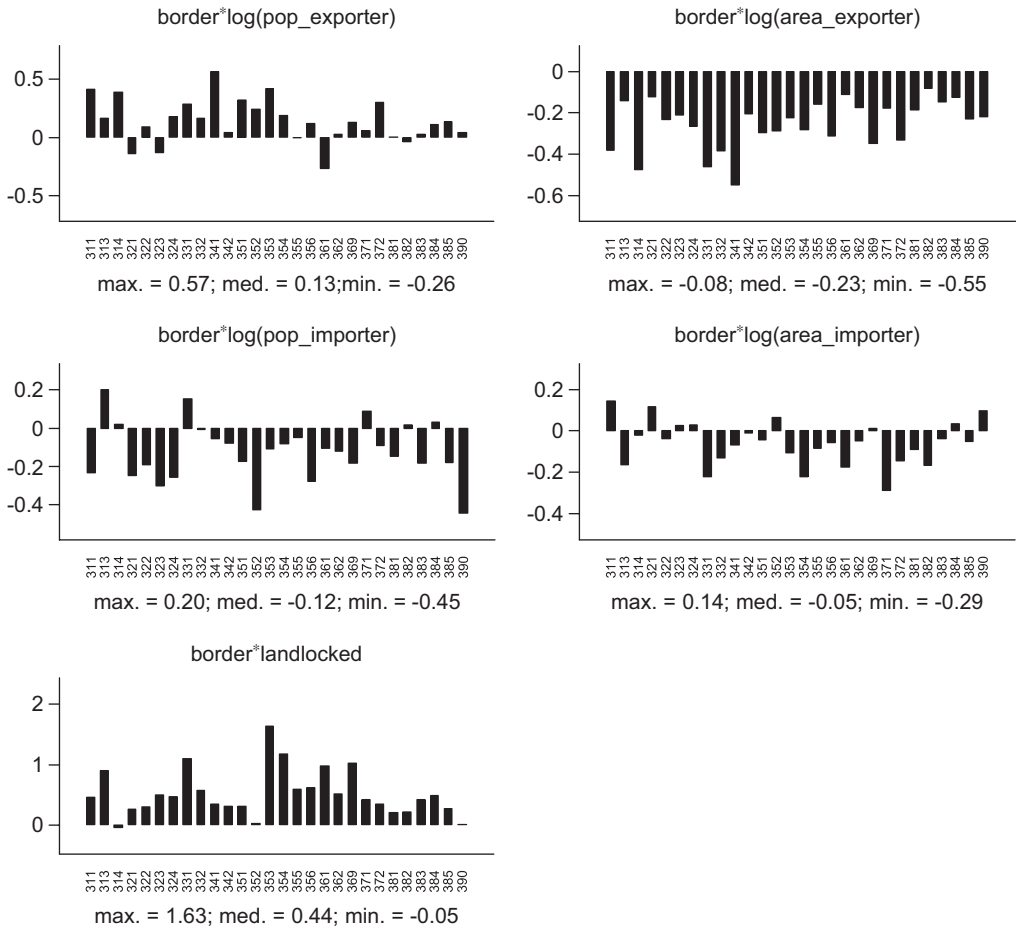 border*log(pop_exporter)
0.5
0
-0.5
311 313 314 321 322 323 324 331 332 341 342 351 352 353 354 355 356 361 362 369 371 372 381 382 383 384 385 390
max. = 0.57; med. = 0.13;min. = -0.26
border*log(area_exporter)
0
-0.2
-0.4
-0.6
311 313 314 321 322 323 324 331 332 341 342 351 352 353 354 355 356 361 362 369 371 372 381 382 383 384 385 390
max. = -0.08; med. = -0.23; min. = -0.55
border*log(pop_importer)
0.2
0
-0.2
-0.4
311 313 314 321 322 323 324 331 332 341 342 351 352 353 354 355 356 361 362 369 371 372 381 382 383 384 385 390
max. = 0.20; med. = -0.12; min. = -0.45
border*log(area_importer)
0.2
0
-0.2
-0.4
311 313 314 321 322 323 324 331 332 341 342 351 352 353 354 355 356 361 362 369 371 372 381 382 383 384 385 390
max. = 0.14; med. = -0.05; min. = -0.29
border*landlocked
2
1
0
311 313 314 321 322 323 324 331 332 341 342 351 352 353 354 355 356 361 362 369 371 372 381 382 383 384 385 390
max. = 1.63; med. = 0.44; min. = -0.05